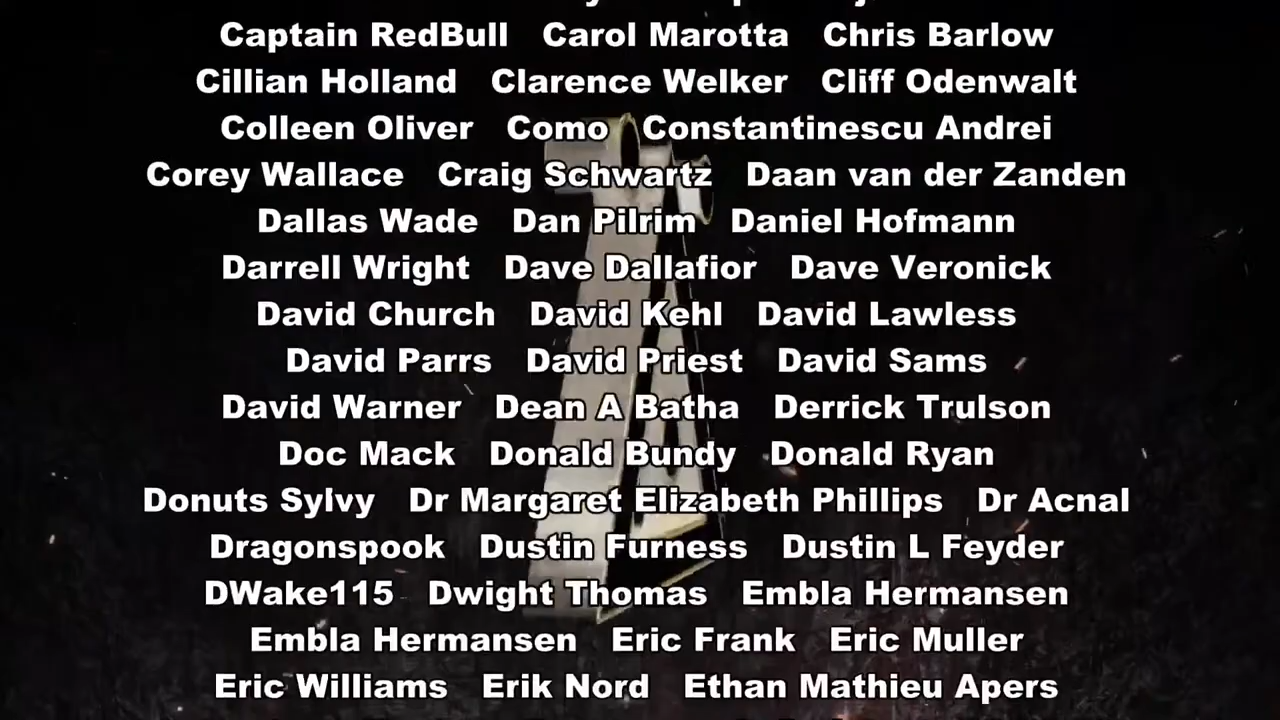 Captain RedBull Carol Marotta Chris Barlow
Cillian Holland Clarence Welker Cliff Odenwalt
Colleen Oliver Como Constantinescu Andrei
Corey Wallace Craig Schwartz Daan van der Zanden
Dallas Wade Dan Pilrim Daniel Hofmann
Darrell Wright Dave Dallafior Dave Veronick
David Church David Kehl David Lawless
David Parrs David Priest David Sams
David Warner Dean A Batha Derrick Trulson
Doc Mack Donald Bundy Donald Ryan
Donuts Sylvy Dr Margaret Elizabeth Phillips Dr Acnal
Dragonspook Dustin Furness Dustin L Feyder
DWake115 Dwight Thomas Embla Hermansen
Embla Hermansen Eric Frank Eric Muller
Eric Williams Erik Nord Ethan Mathieu Apers